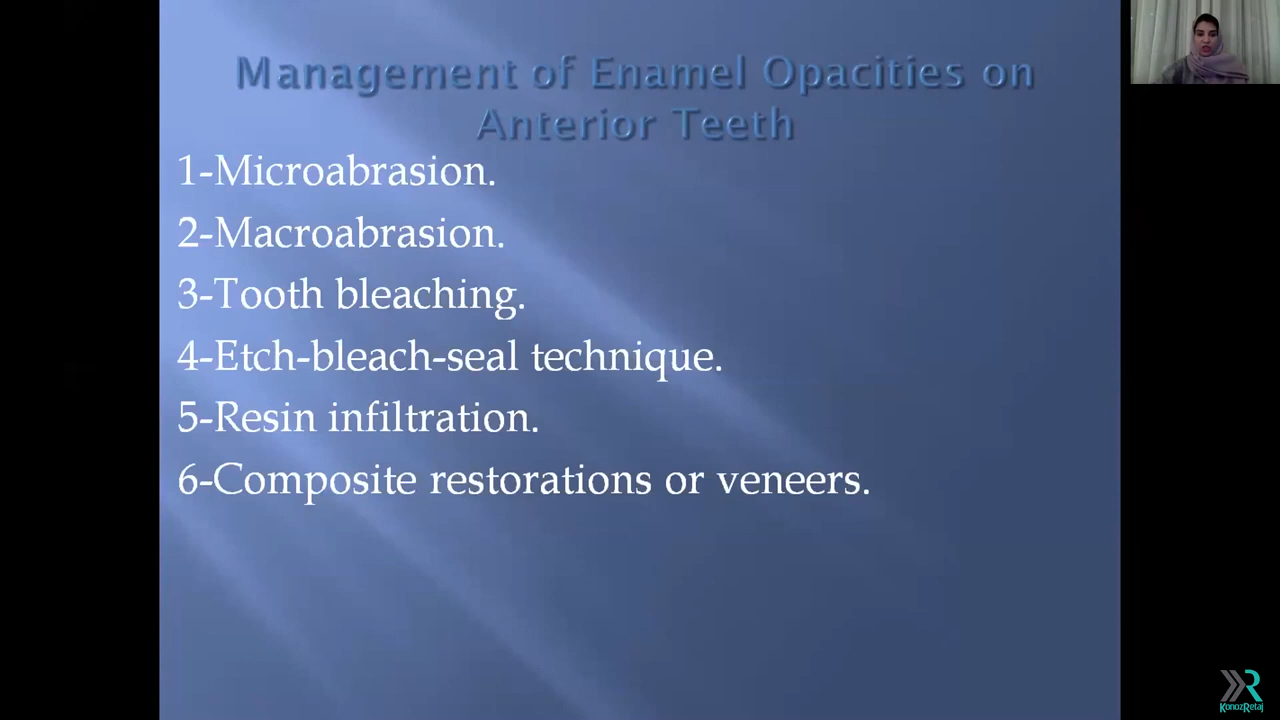 Management of Enamel Opacities on
Anterior Teeth
1-Microabrasion.
2-Macroabrasion.
3-Tooth bleaching.
4-Etch-bleach-seal technique.
5-Resin infiltration.
6-Composite restorations or veneers.
KonozRetaj